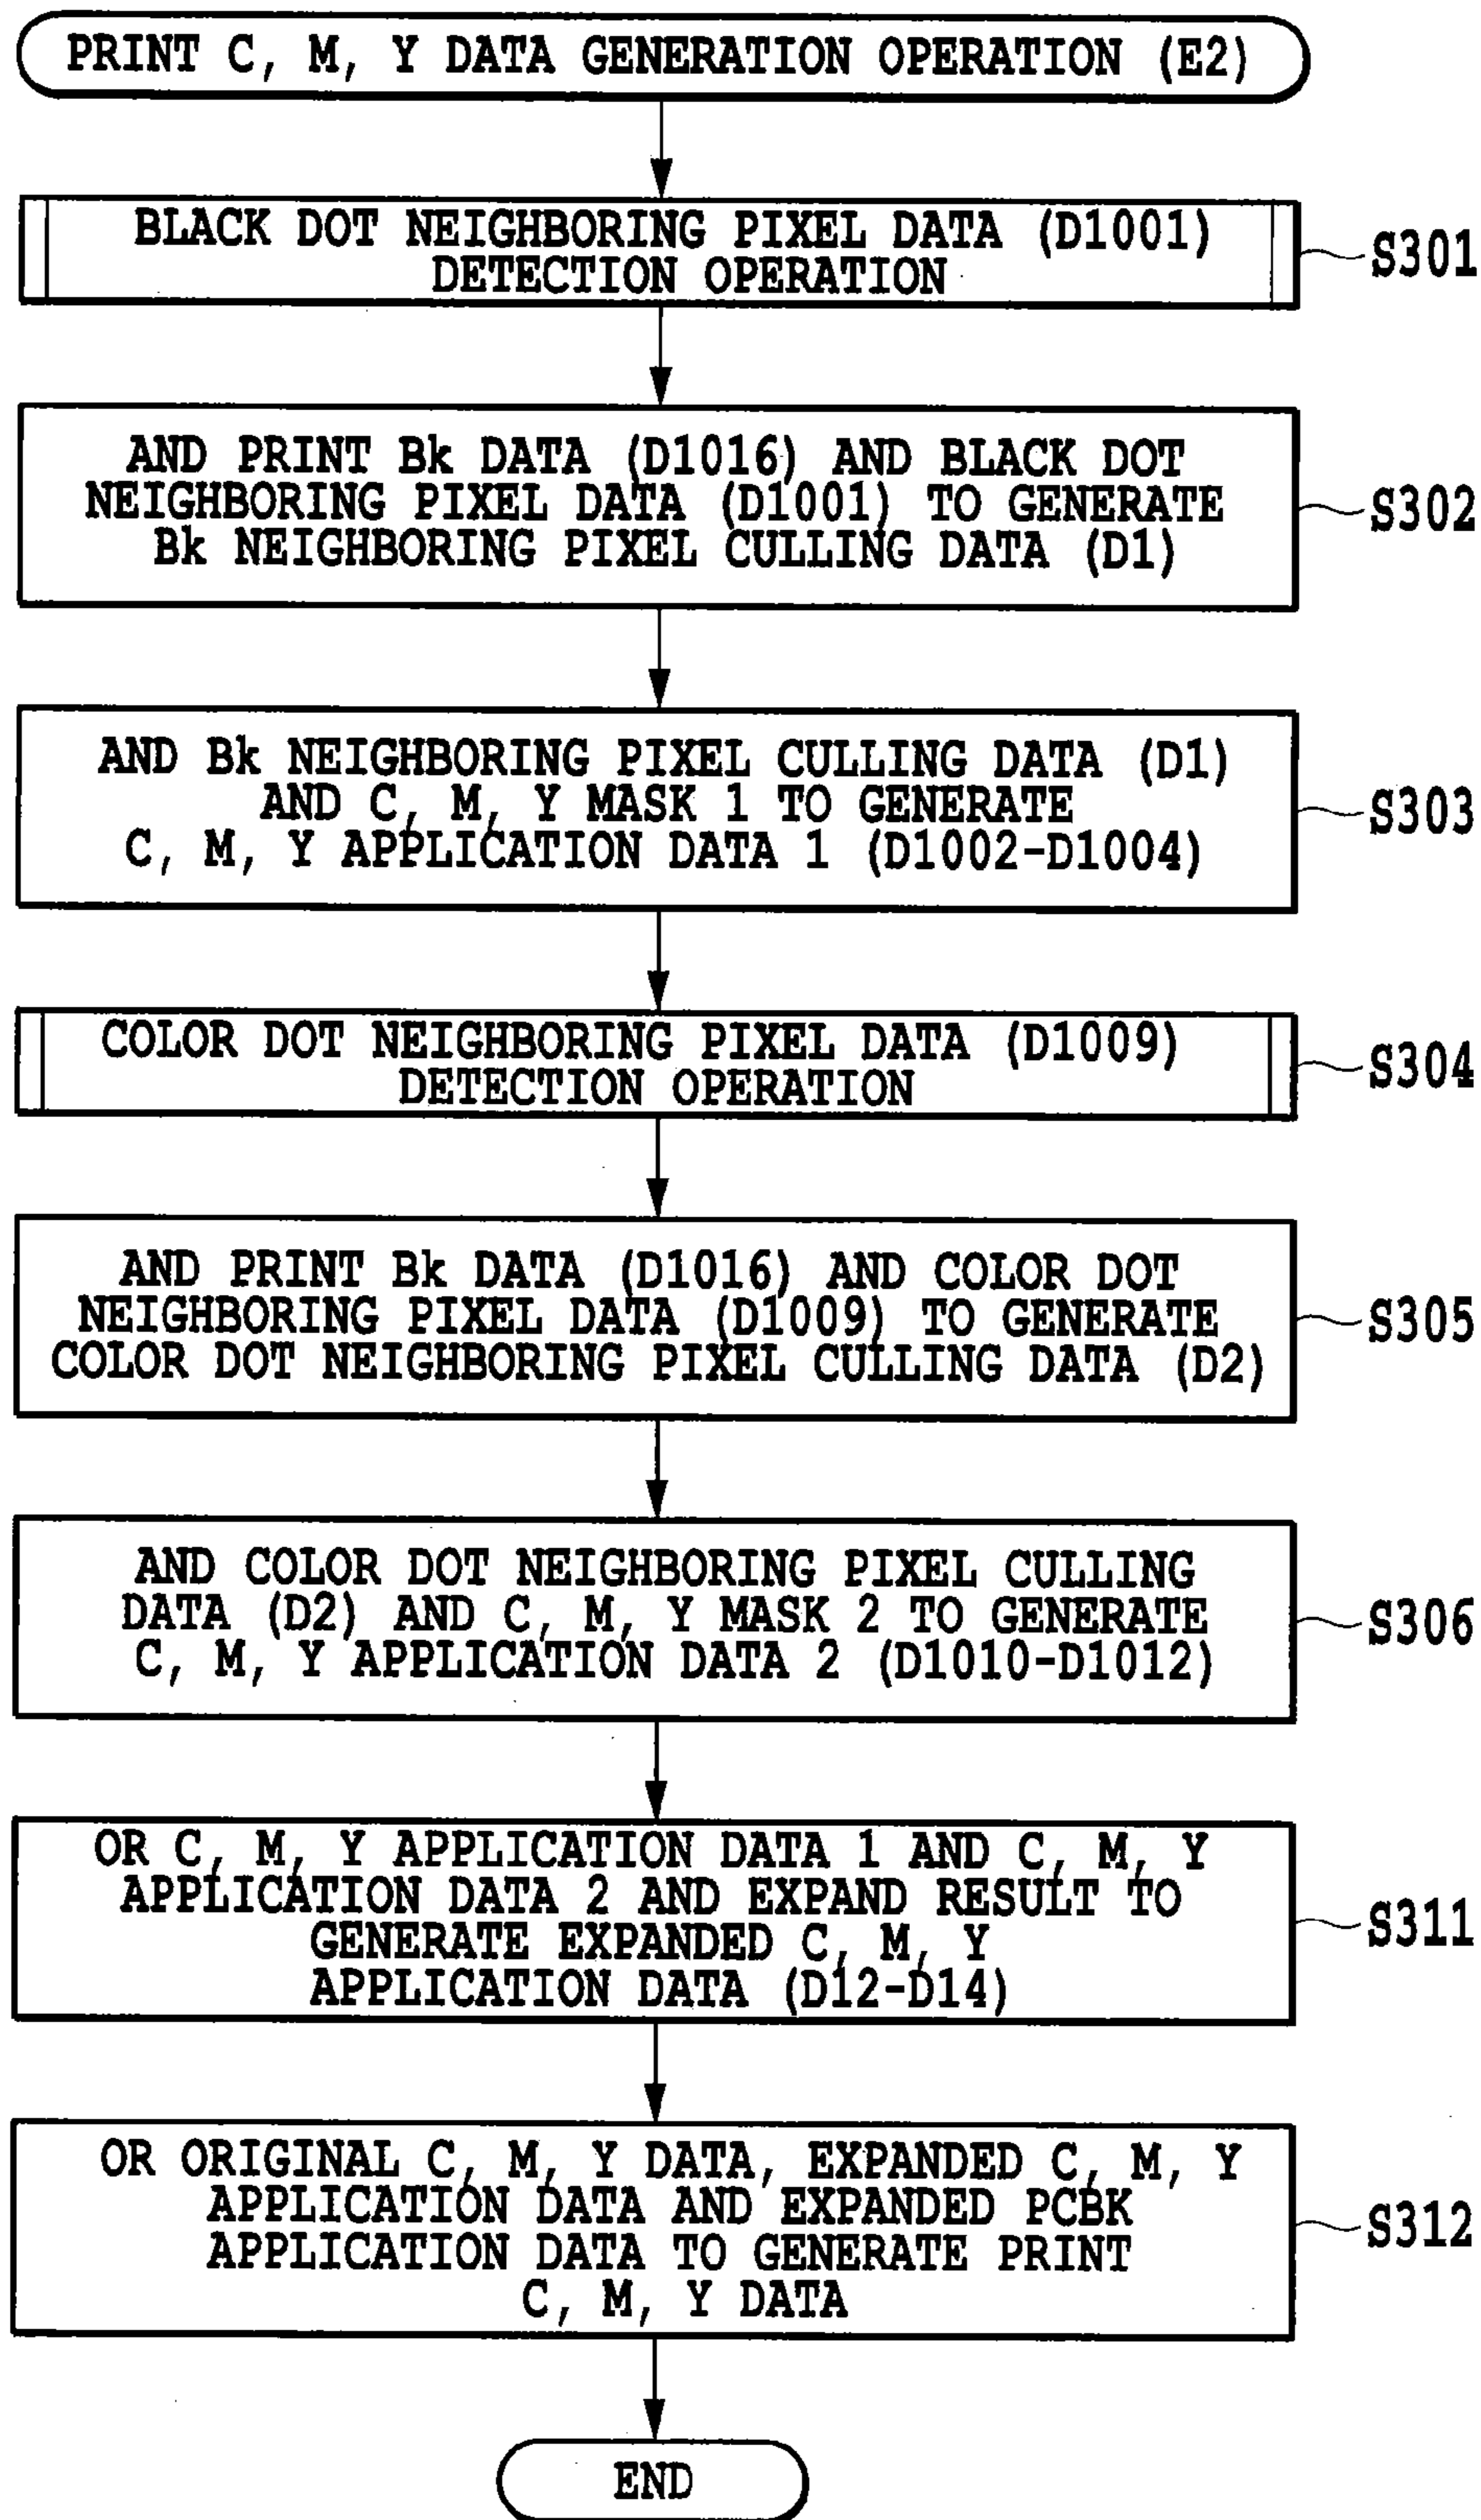 PRINT C, M, Y DATA GENERATION OPERATION (E2)
BLACK DOT NEIGHBORING PIXEL DATA (D1001)
DETECTION OPERATION
S301
AND PRINT Bk DATA (D1016) AND BLACK DOT
NEIGHBORING PIXEL DATA (D1001) TO GENERATE
Bk NEIGHBORING PIXEL CULLING DATA (D1)
S302
AND Bk NEIGHBORING PIXEL CULLING DATA (D1)
AND C, M, Y MASK 1 TO GENERATE
C, M, Y APPLICATION DATA 1 (D1002-D1004)
S303
COLOR DOT NEIGHBORING PIXEL DATA (D1009)
DETECTION OPERATION
S304
AND PRINT Bk DATA (D1016) AND COLOR DOT
NEIGHBORING PIXEL DATA (D1009) TO GENERATE
COLOR DOT NEIGHBORING PIXEL CULLING DATA (D2)
S305
AND COLOR DOT NEIGHBORING PIXEL CULLING
DATA (D2) AND C, M, Y MASK 2 TO GENERATE
C, M, Y APPLICATION DATA 2 (D1010-D1012)
S306
OR C, M, Y APPLICATION DATA 1 AND C, M, Y
APPLICATION DATA 2 AND EXPAND RESULT TO
GENERATE EXPANDED C, M, Y
APPLICATION DATA (D12-D14)
S311
OR ORIGINAL C, M, Y DATA, EXPANDED C, M, Y
APPLICATION DATA AND EXPANDED PCBK
APPLICATION DATA TO GENERATE PRINT
C, M, Y DATA
S312
END